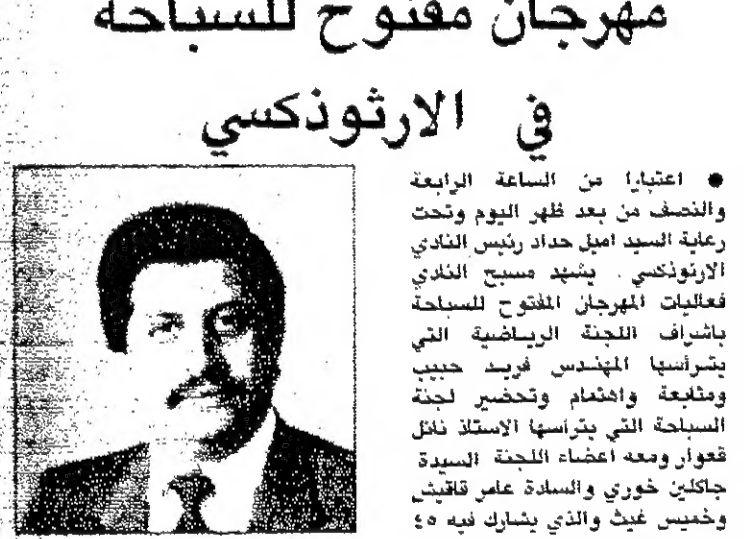 مهرجان مفتوح للسباحة
في الارثوذكسي
● اعتبارا من الساعة الرابعة
والنصف من بعد ظهر اليوم وتحت
رعاية السيد اميل حداد رئيس النادي
الارثوذكسي . يشهد مسبح النادي
فعاليات المهرجان المفتوح للسباحة
باشراف اللجنة الرياضية التي
يترأسها المهندس فريد حبيب
ومتابعة واهتمام وتحضير لجنة
السباحة التي يترأسها الاستاذ نائل
قعوار ومعه اعضاء اللجنة السيدة
جاكلين خوري والسادة عامر قاقيش
وخميس غيث والذي يشارك فيه ٤٥